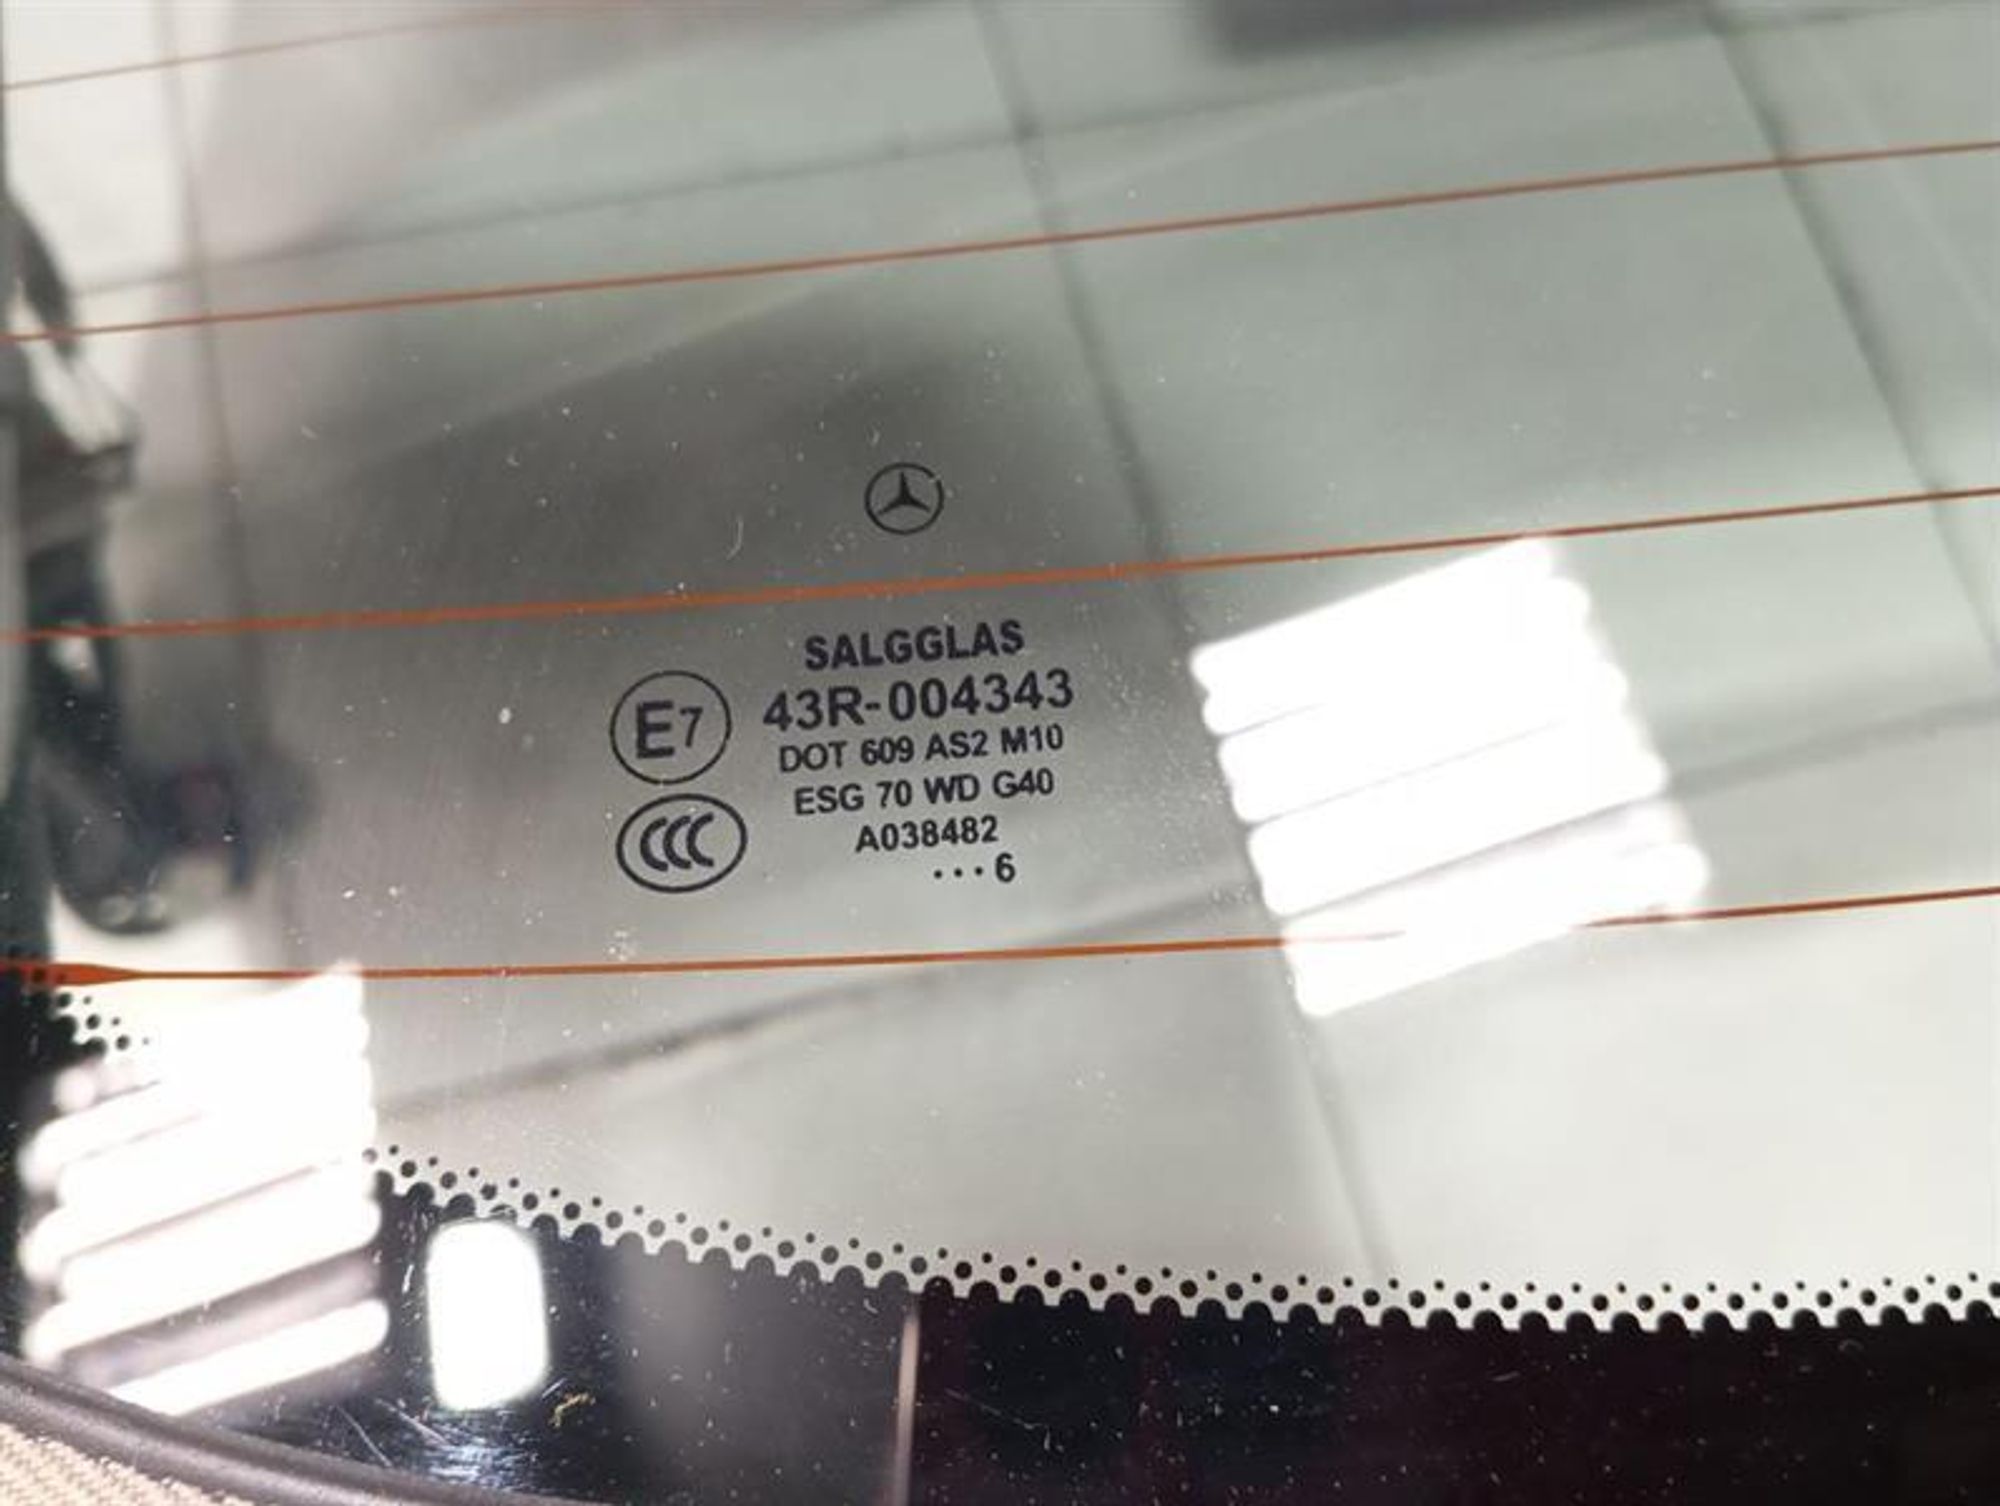 SALGGLAS
E7 43R-004343
DOT 609 AS2 M10
ESG 70 WD G40
CCC A038482
...6